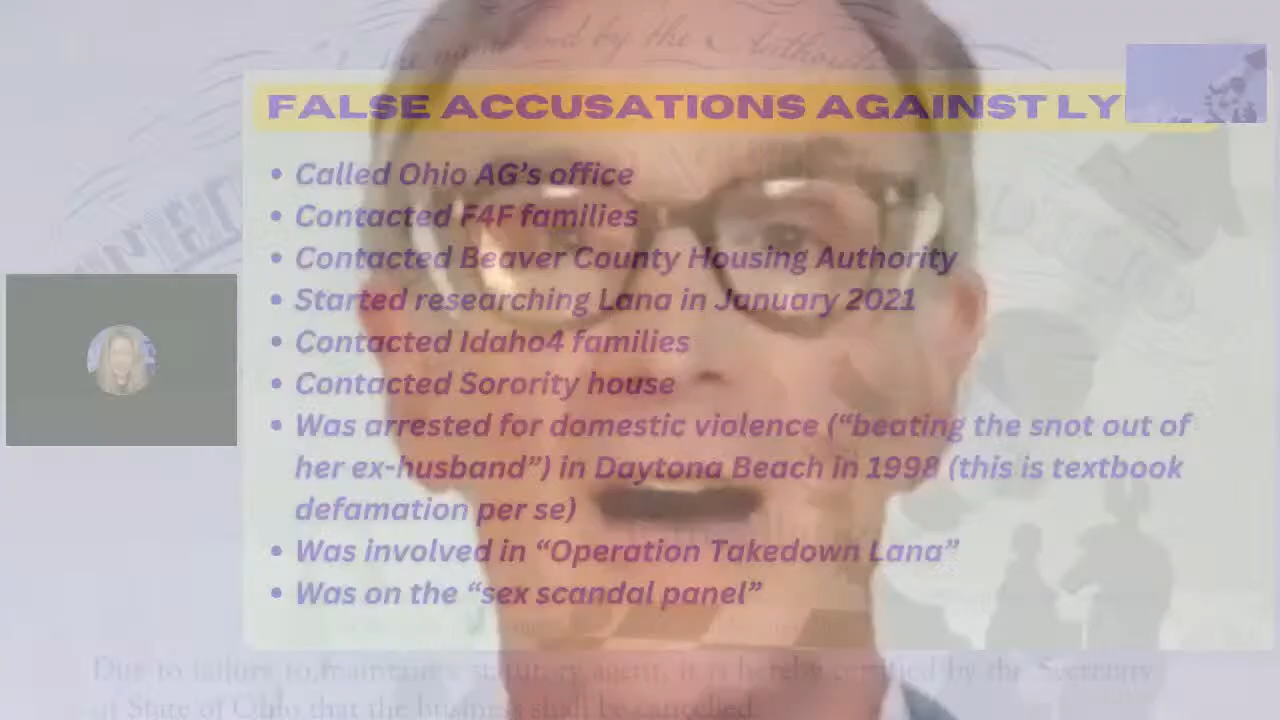 by the Authority
FALSE ACCUSATIONS AGAINST LY
• Called Ohio AG's office
• Contacted F4F families
• Contacted Beaver County Housing Authority
• Started researching Lana in January 2021
• Contacted Idaho4 families
• Contacted Sorority house
• Was arrested for domestic violence (“beating the snot out of
her ex-husband”) in Daytona Beach in 1998 (this is textbook
defamation per se)
• Was involved in “Operation Takedown Lana”
• Was on the “sex scandal panel”
Due to failure to maintain a statutory agent, it is hereby certified by the Secretary
of State of Ohio that the business shall be cancelled.